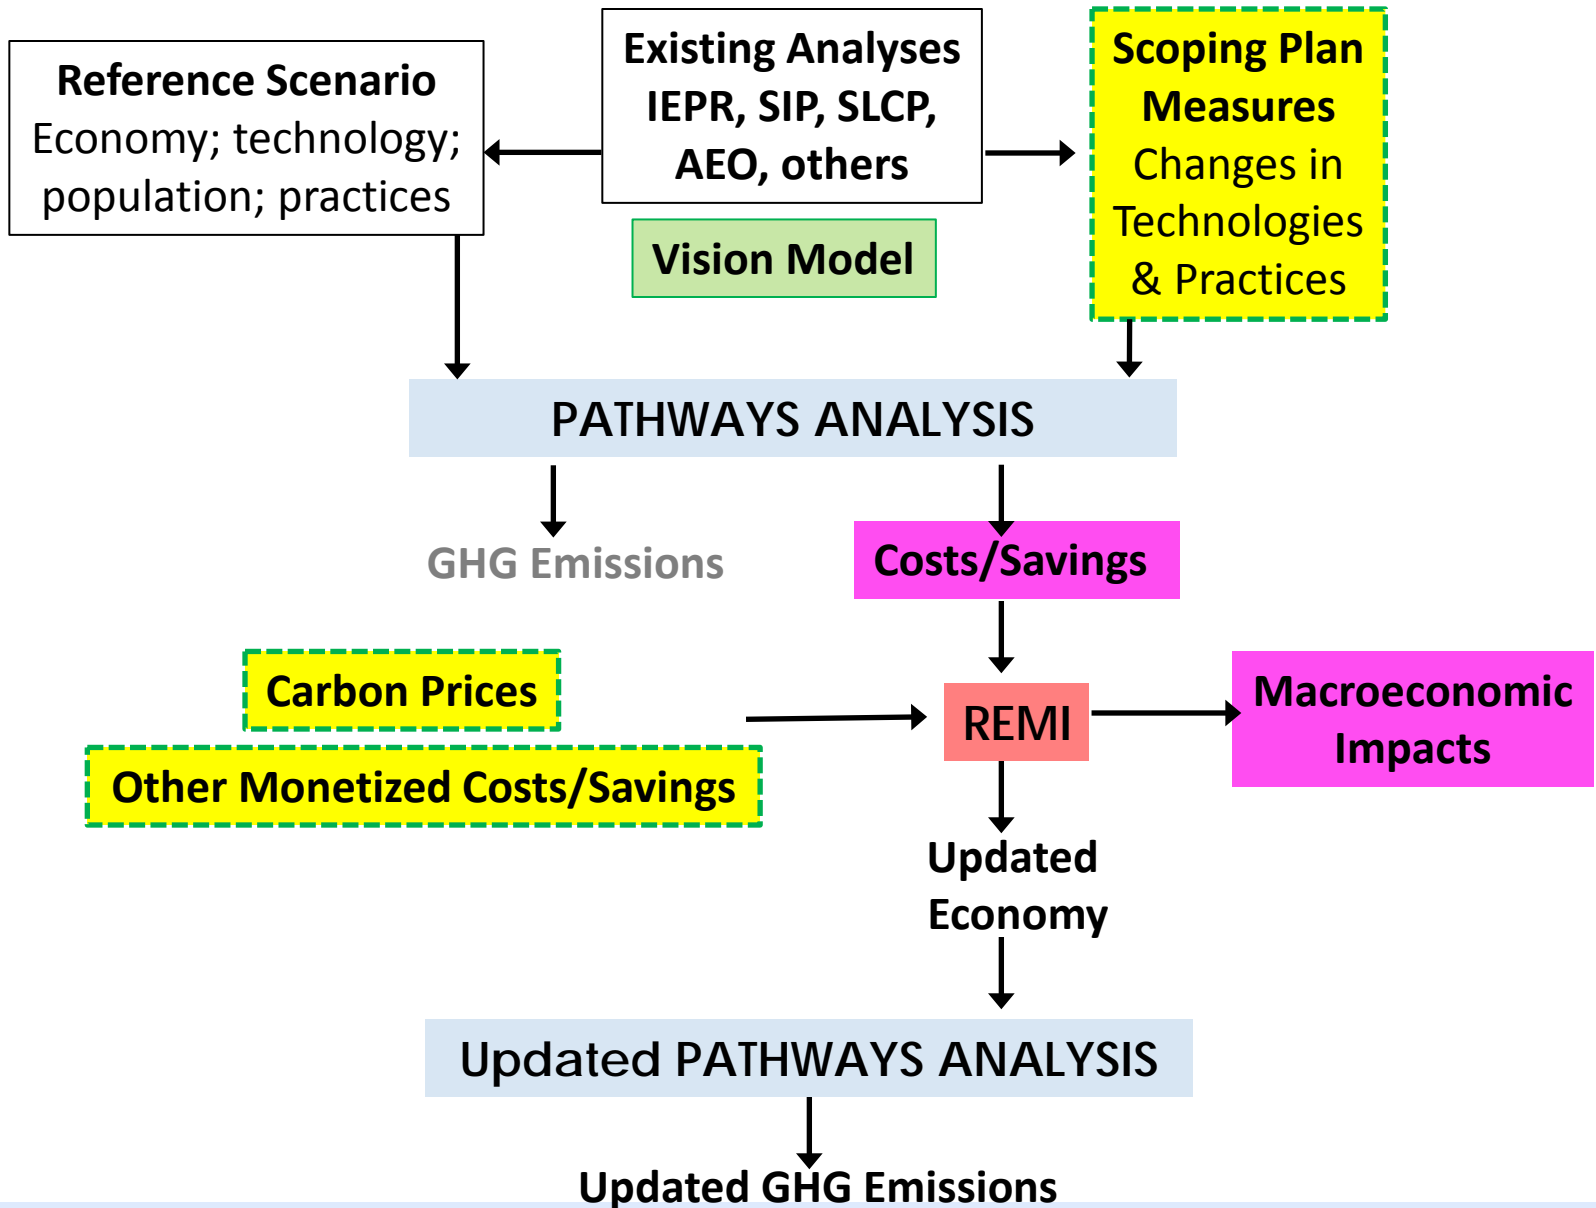 Reference Scenario
Economy; technology;
population; practices
Existing Analyses
IEPR, SIP, SLCP,
AEO, others
Vision Model
Scoping Plan
Measures
Changes in
Technologies
& Practices
PATHWAYS ANALYSIS
GHG Emissions
Costs/Savings
Carbon Prices
Other Monetized Costs/Savings
REMI
Macroeconomic
Impacts
Updated
Economy
Updated PATHWAYS ANALYSIS
Updated GHG Emissions